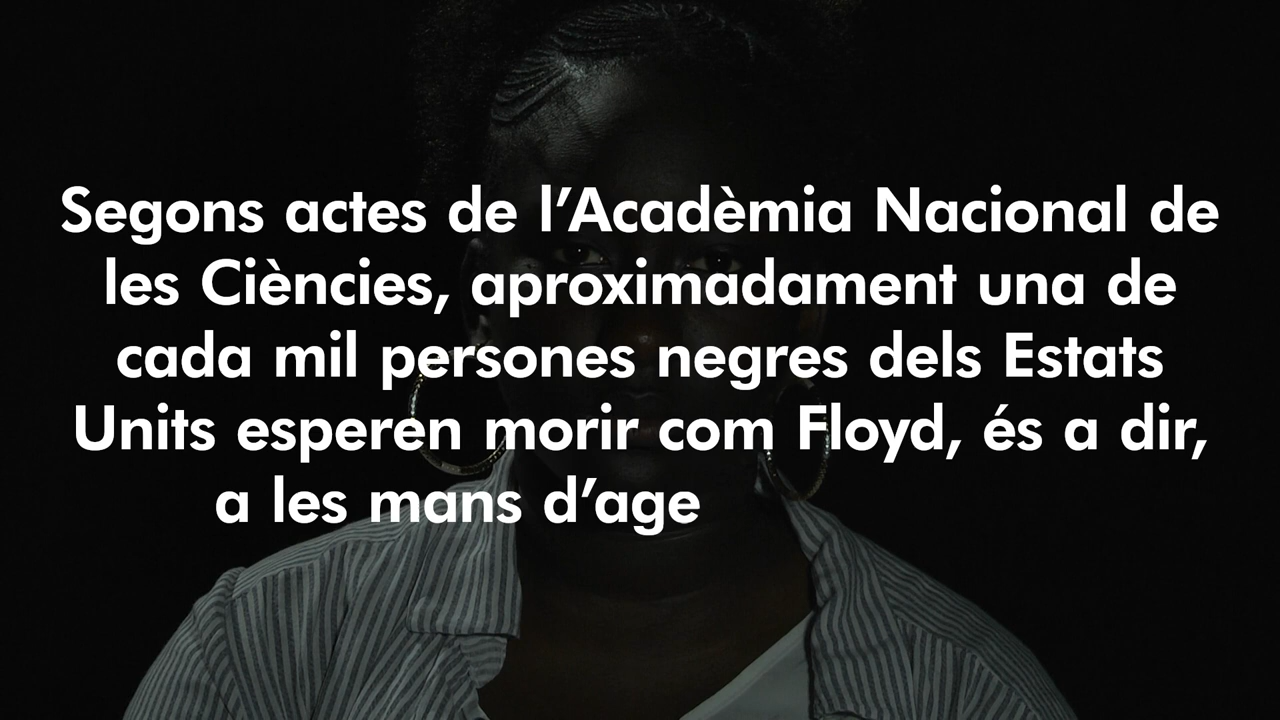 Segons actes de l’Acadèmia Nacional de
les Ciències, aproximadament una de
cada mil persones negres dels Estats
Units esperen morir com Floyd, és a dir,
a les mans d’age